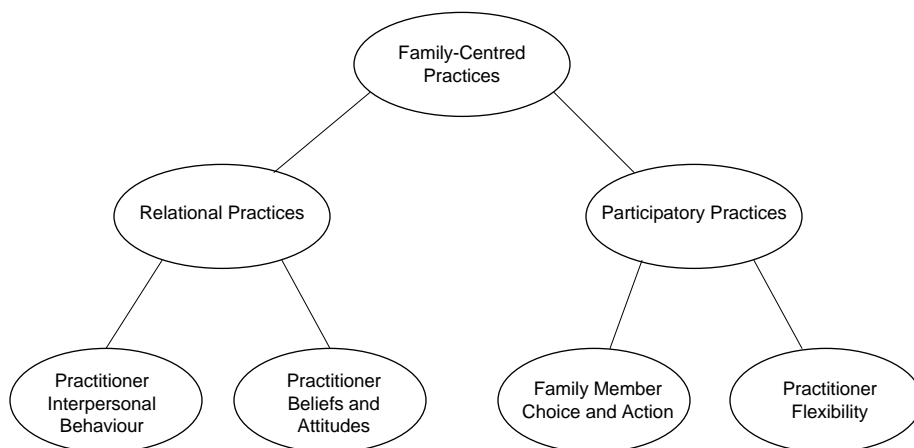 Family-Centred
Practices
Relational Practices
Participatory Practices
Practitioner
Interpersonal
Behaviour
Practitioner
Beliefs and
Attitudes
Family Member
Choice and Action
Practitioner
Flexibility